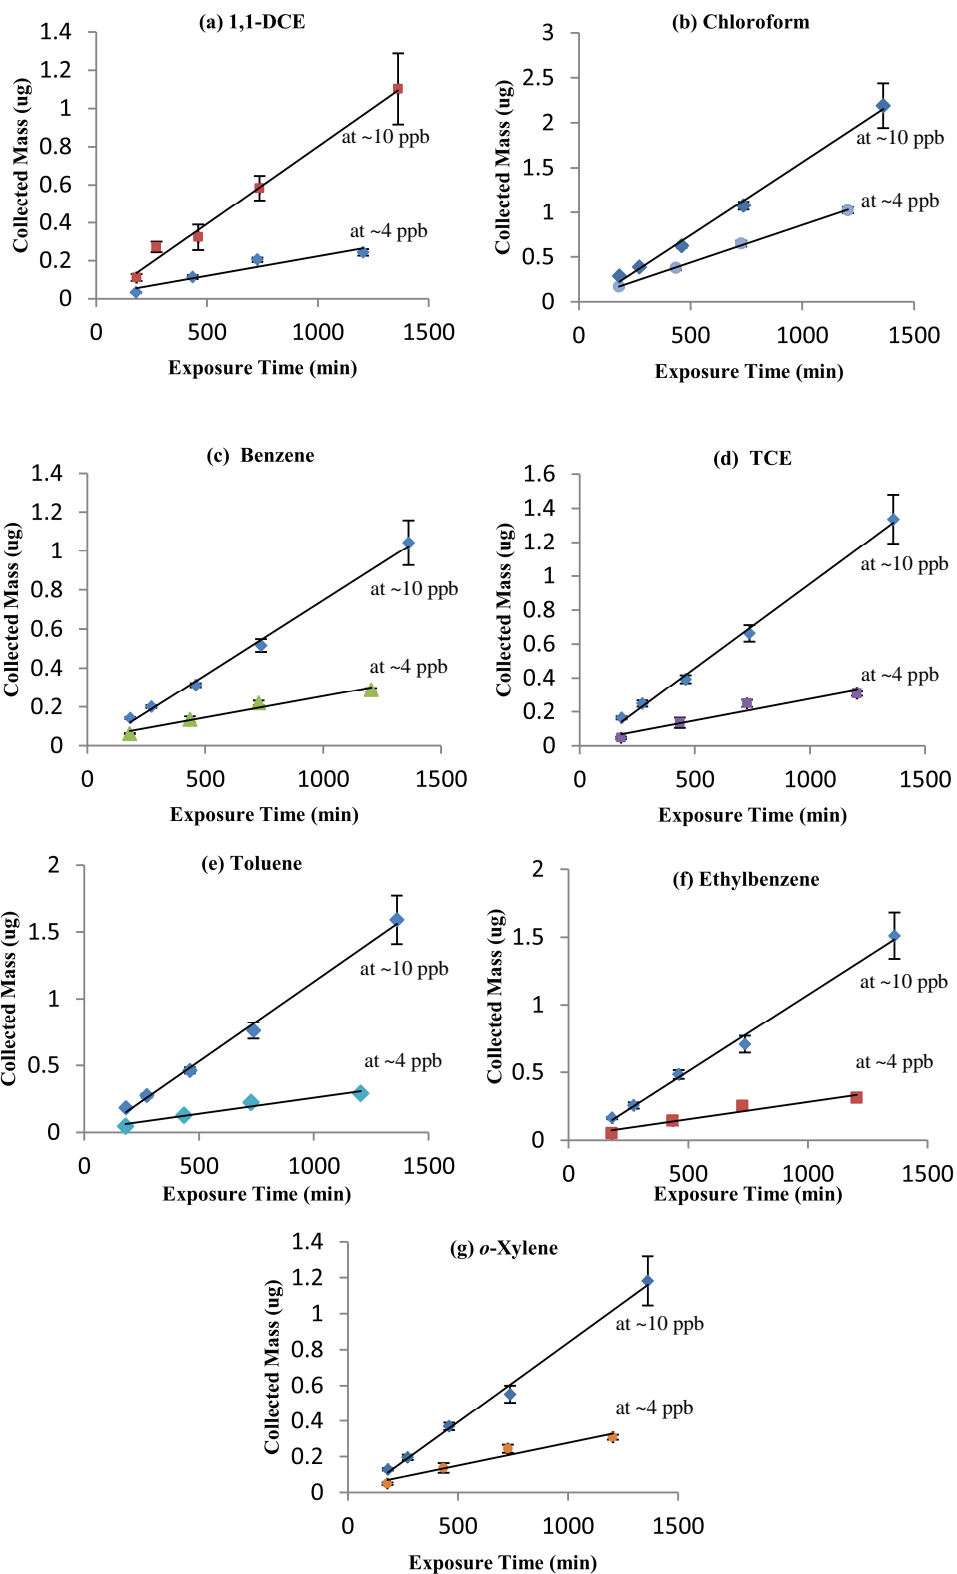 (a) 1,1-DCE
Collected Mass (ug)
1.4
1.2
1
0.8
0.6
0.4
0.2
0
at ~10 ppb
at ~4 ppb
0 500 1000 1500
Exposure Time (min)
(b) Chloroform
Collected Mass (ug)
3
2.5
2
1.5
1
0.5
0
at ~10 ppb
at ~4 ppb
0 500 1000 1500
Exposure Time (min)
(c) Benzene
Collected Mass (ug)
1.4
1.2
1
0.8
0.6
0.4
0.2
0
at ~10 ppb
at ~4 ppb
0 500 1000 1500
Exposure Time (min)
(d) TCE
Collected Mass (ug)
1.6
1.4
1.2
1
0.8
0.6
0.4
0.2
0
at ~10 ppb
at ~4 ppb
0 500 1000 1500
Exposure Time (min)
(e) Toluene
Collected Mass (ug)
2
1.5
1
0.5
0
at ~10 ppb
at ~4 ppb
0 500 1000 1500
Exposure Time (min)
(f) Ethylbenzene
Collected Mass (ug)
2
1.5
1
0.5
0
at ~10 ppb
at ~4 ppb
0 500 1000 1500
Exposure Time (min)
(g) o-Xylene
Collected Mass (ug)
1.4
1.2
1
0.8
0.6
0.4
0.2
0
at ~10 ppb
at ~4 ppb
0 500 1000 1500
Exposure Time (min)